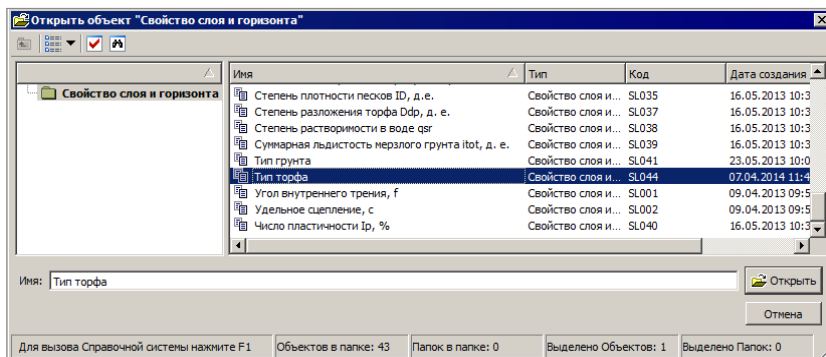 Открыть объект "Свойство слоя и горизонта"
Имя Тип Код Дата создания
Свойство слоя и горизонта
Степень плотности песков ID, д.е. Свойство слоя и... SL035 16.05.2013 10:3
Степень разложения торфа Ddp, д. е. Свойство слоя и... SL037 16.05.2013 10:3
Степень растворимости в воде qsr Свойство слоя и... SL038 16.05.2013 10:3
Суммарная льдистость мерзлого грунта itot, д. е. Свойство слоя и... SL039 16.05.2013 10:3
Тип грунта Свойство слоя и... SL041 23.05.2013 10:0
Тип торфа Свойство слоя и... SL044 07.04.2014 11:4
Угол внутреннего трения, f Свойство слоя и... SL001 09.04.2013 09:5
Удельное сцепление, с Свойство слоя и... SL002 09.04.2013 09:5
Число пластичности Ip, % Свойство слоя и... SL040 16.05.2013 10:3
Имя: Тип торфа Открыть
Отмена
Для вызова Справочной системы нажмите F1 Объектов в папке: 43 Папок в папке: 0 Выделено Объектов: 1 Выделено Папок: 0